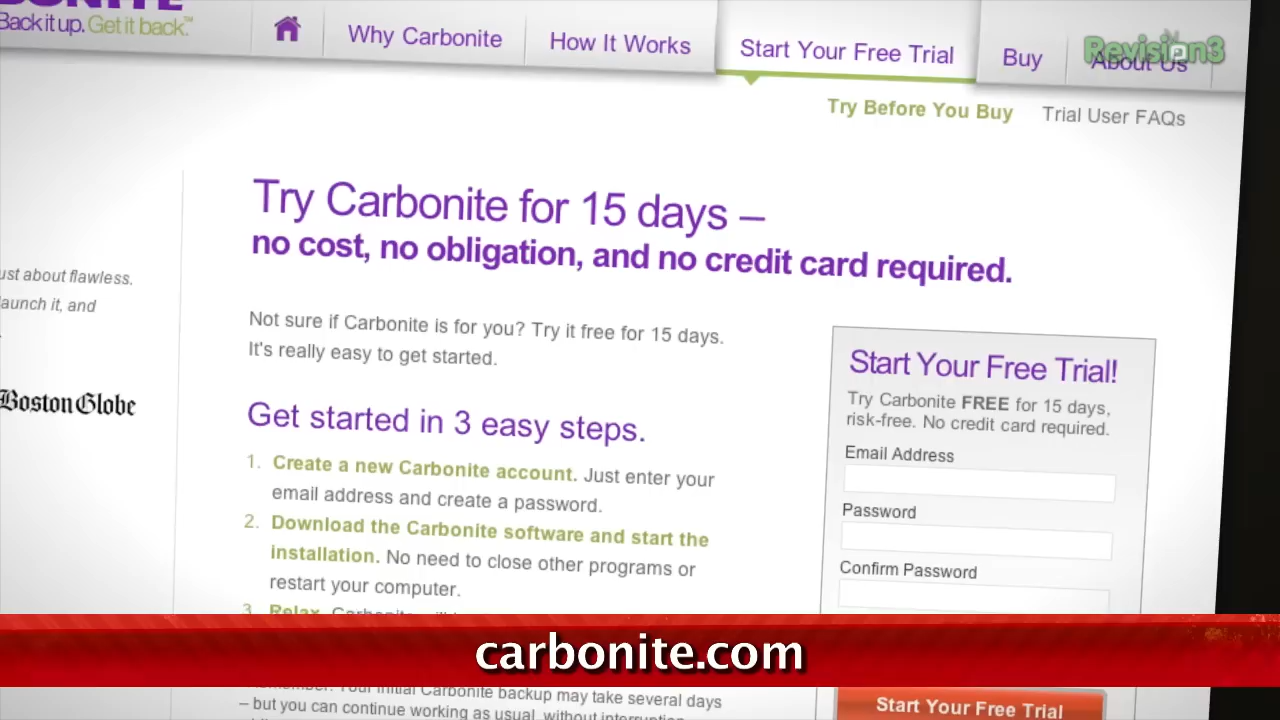 Back it up. Get it back.™
Why Carbonite
How It Works
Start Your Free Trial
Buy
About Us
Revision3
Try Before You Buy
Trial User FAQs
Try Carbonite for 15 days –
no cost, no obligation, and no credit card required.
about flawless.
launch it, and
Boston Globe
Not sure if Carbonite is for you? Try it free for 15 days.
It's really easy to get started.
Get started in 3 easy steps.
1. Create a new Carbonite account. Just enter your
email address and create a password.
2. Download the Carbonite software and start the
installation. No need to close other programs or
restart your computer.
3. Relax.
Start Your Free Trial!
Try Carbonite FREE for 15 days,
risk-free. No credit card required.
Email Address
Password
Confirm Password
carbonite.com
initial Carbonite backup may take several days
– but you can continue working as usual, without
Start Your Free Trial